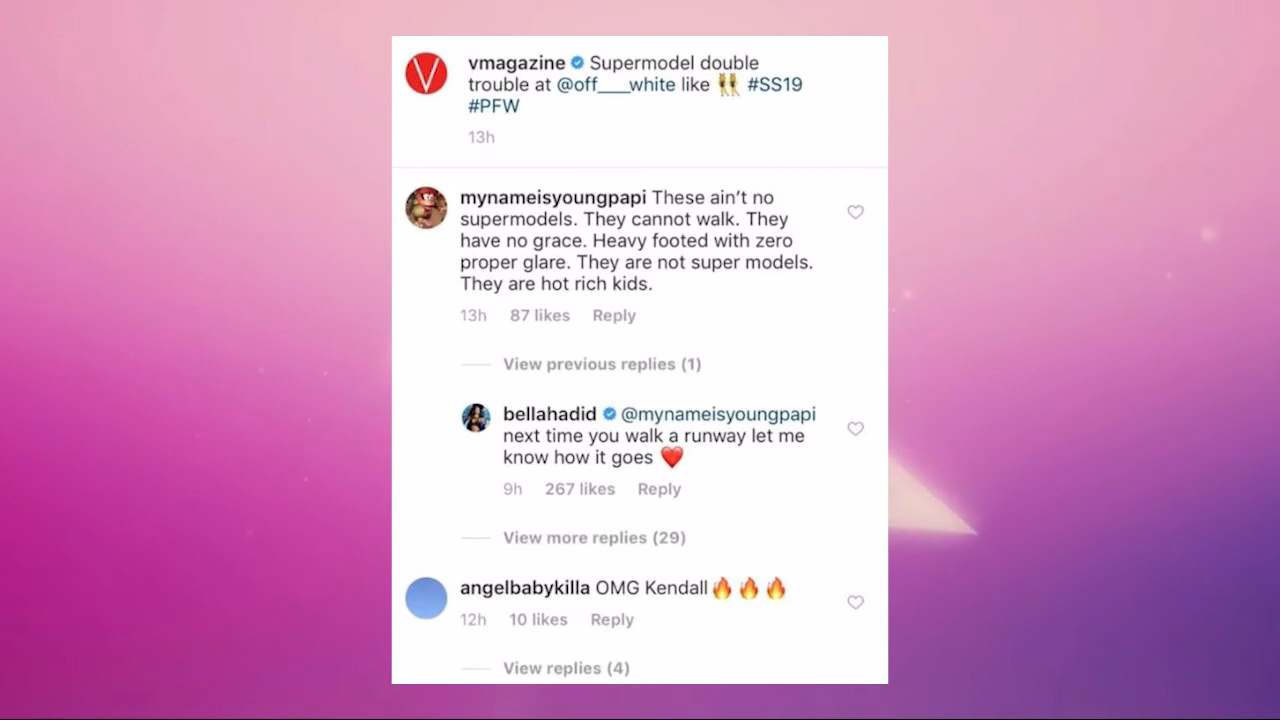 vmagazine Supermodel double
trouble at @off____white like 👯 #SS19
#PFW
13h
mynameisyoungpapi These ain't no
supermodels. They cannot walk. They
have no grace. Heavy footed with zero
proper glare. They are not super models.
They are hot rich kids.
13h 87 likes Reply
View previous replies (1)
bellahadid @mynameisyoungpapi
next time you walk a runway let me
know how it goes ❤️
9h 267 likes Reply
View more replies (29)
angelbabykilla OMG Kendall🔥🔥🔥
12h 10 likes Reply
View replies (4)